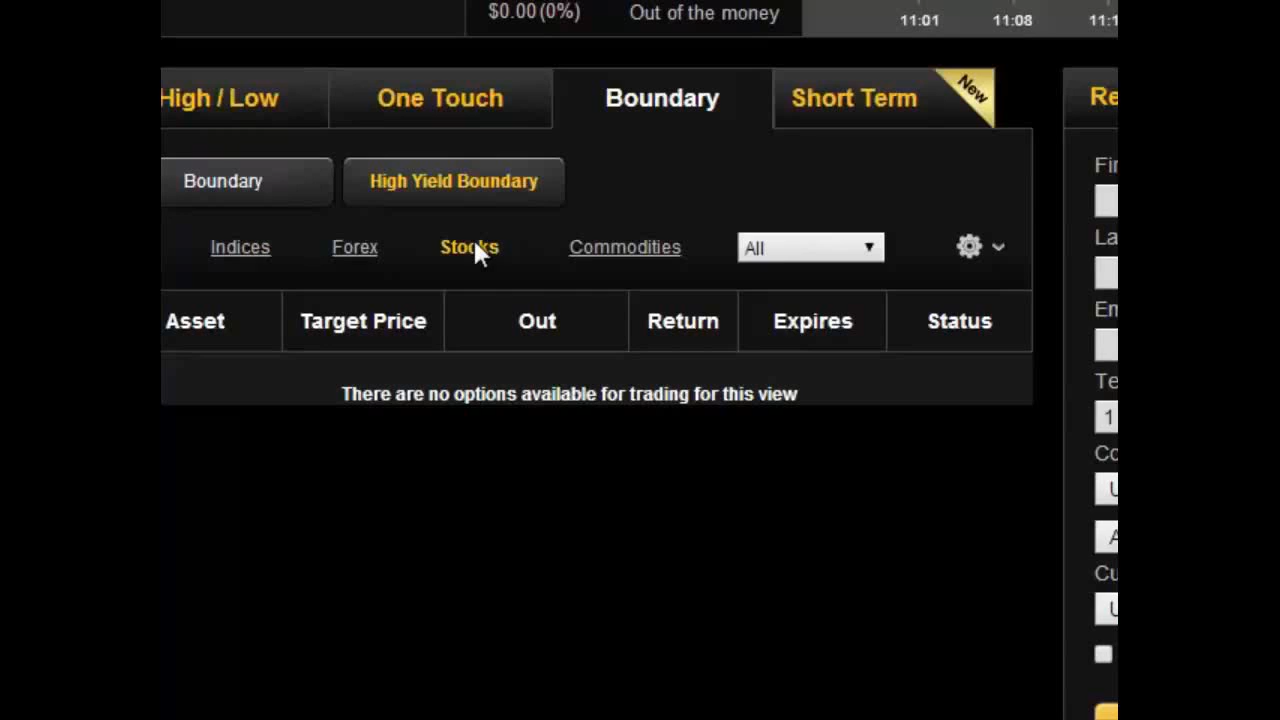 $0.00(0%) Out of the money 11:01 11:08
High / Low One Touch Boundary Short Term New
Boundary High Yield Boundary
Indices Forex Stocks Commodities All
Asset Target Price Out Return Expires Status
There are no options available for trading for this view
1